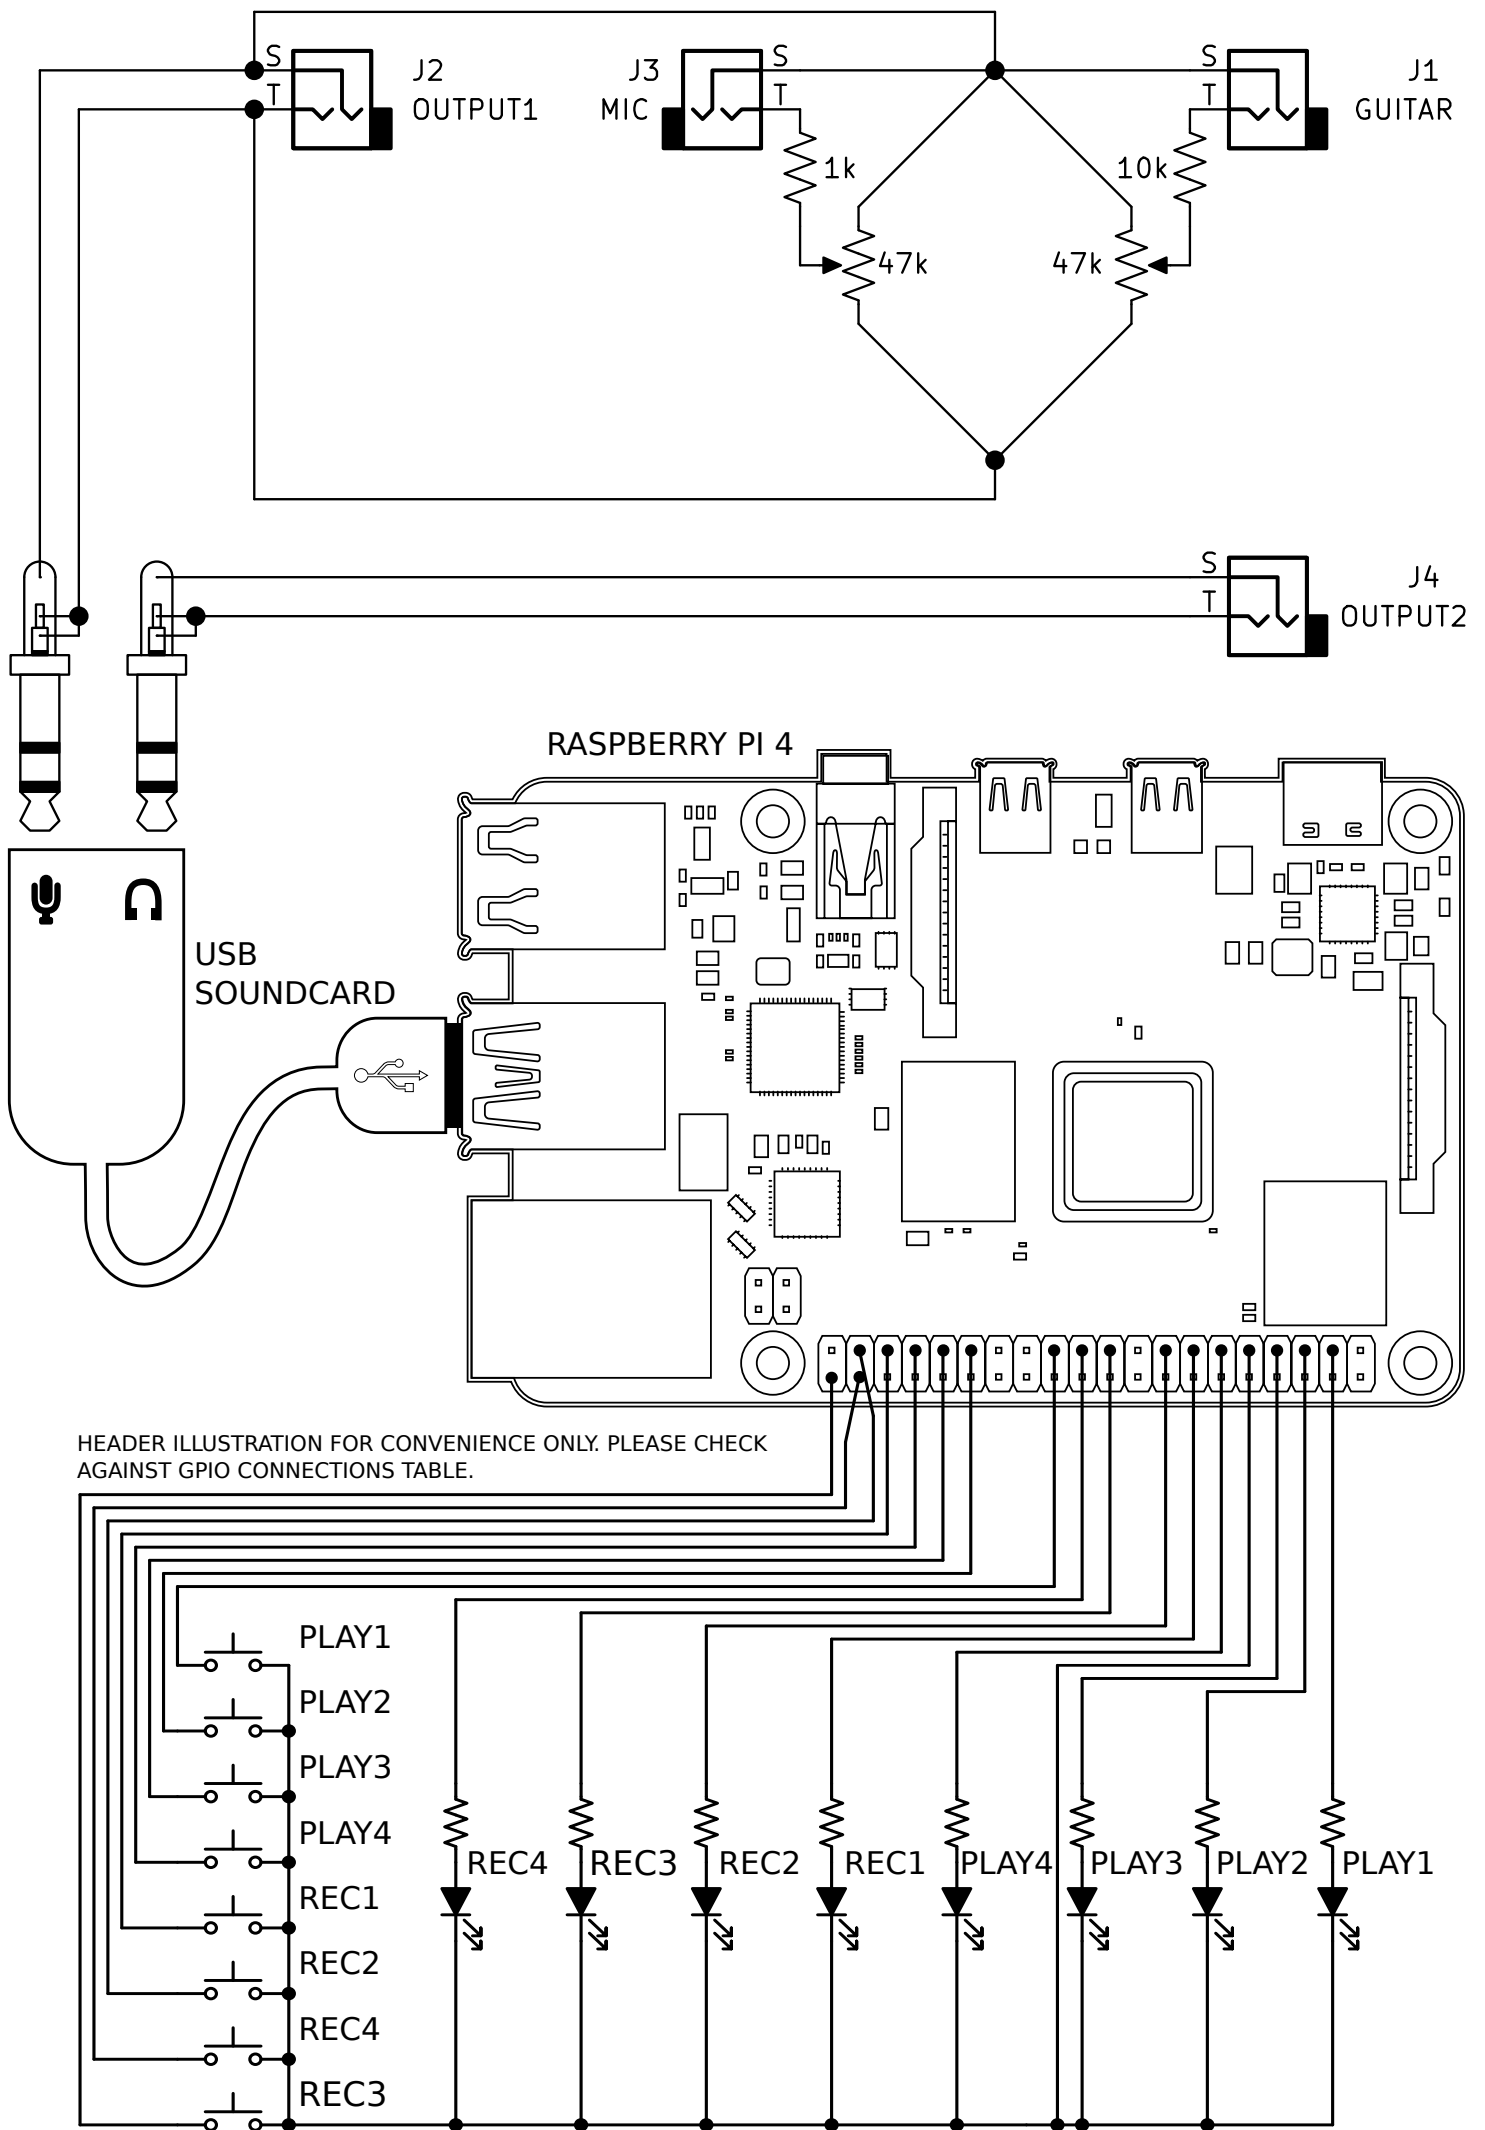 S
J2
T
OUTPUT1
J3
S
MIC
T
S
J1
T
GUITAR
1k
10k
47k
47k
S
J4
T
OUTPUT2
RASPBERRY PI 4
USB
SOUNDCARD
HEADER ILLUSTRATION FOR CONVENIENCE ONLY. PLEASE CHECK
AGAINST GPIO CONNECTIONS TABLE.
PLAY1
PLAY2
PLAY3
PLAY4
REC1
REC2
REC4
REC3
REC4
REC3
REC2
REC1
PLAY4
PLAY3
PLAY2
PLAY1